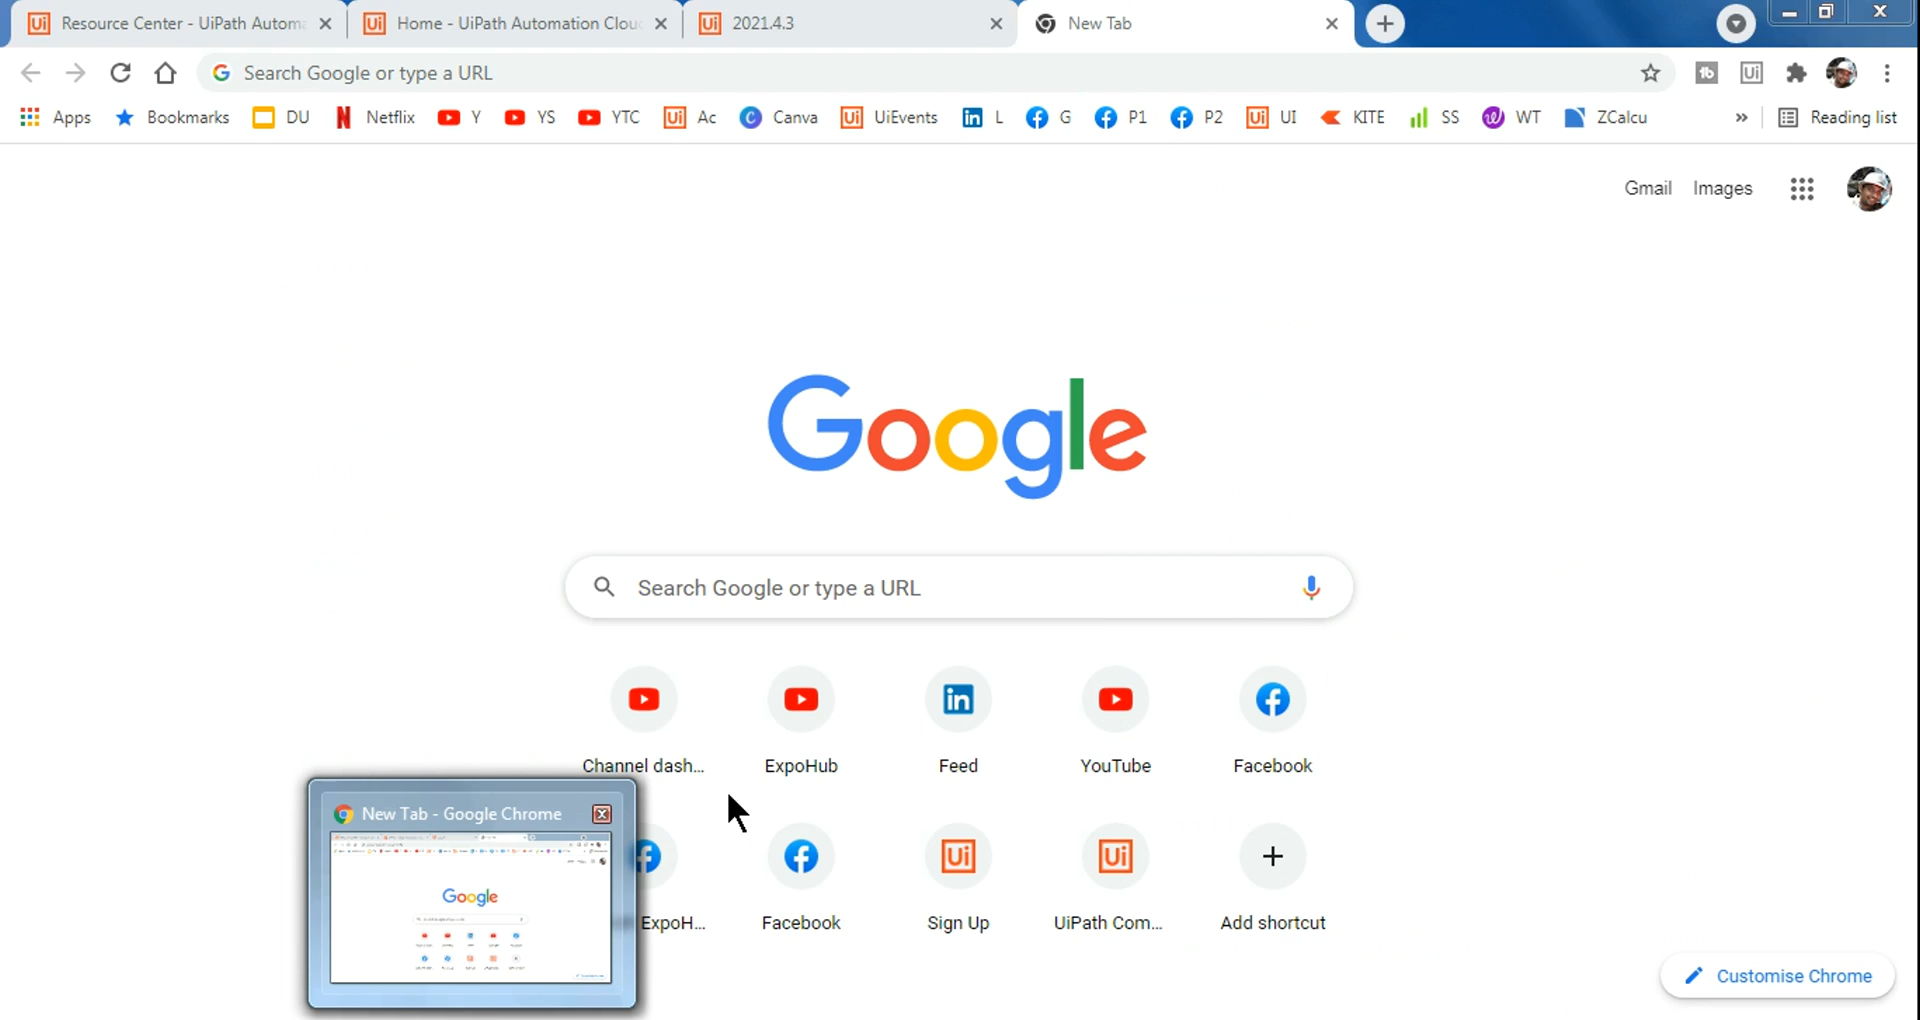 Resource Center - UiPath Automa
Home - UiPath Automation Clou
2021.4.3
New Tab
Search Google or type a URL
Apps Bookmarks DU Netflix Y YS YTC Ac Canva UiEvents L G P1 P2 UI KITE SS WT ZCalcu » Reading list
Gmail Images
Google
Search Google or type a URL
Channel dash... ExpoHub Feed YouTube Facebook
New Tab - Google Chrome
Google
ExpoH... Facebook Sign Up UiPath Com... Add shortcut
Customise Chrome